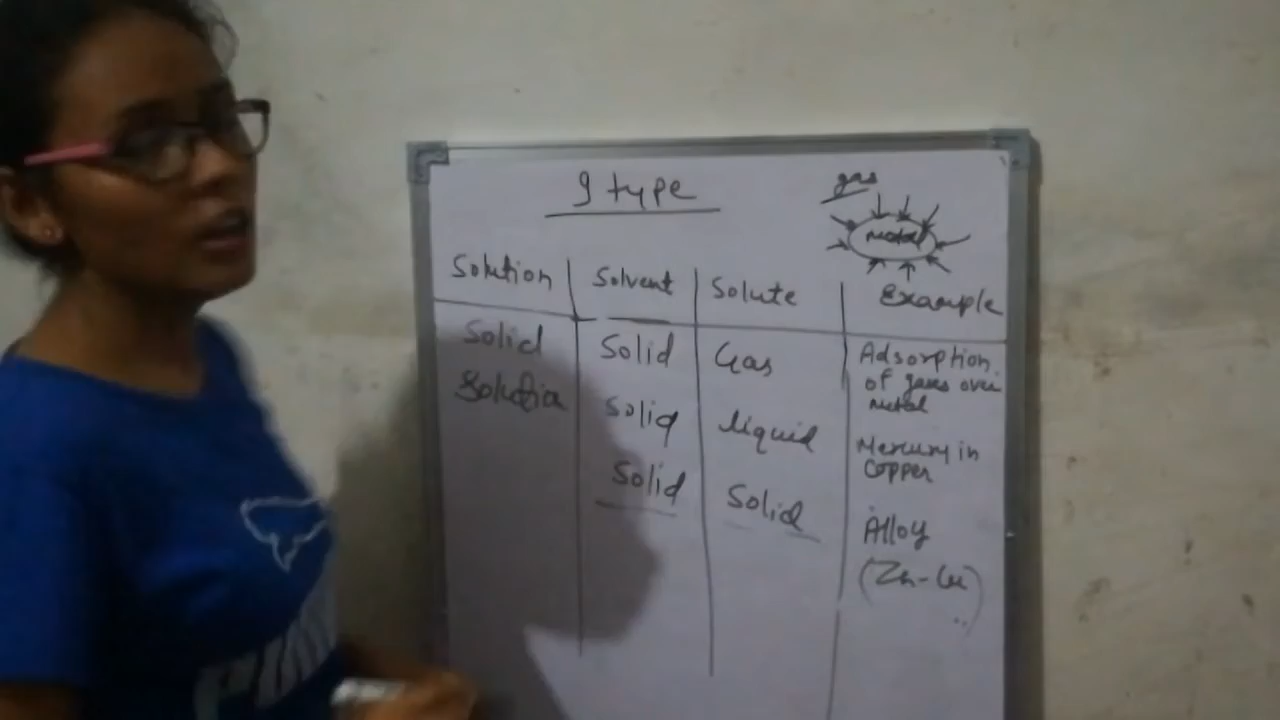 9 type
gas
Metal
Solution Solvent Solute Example
Solid Solid Gas Adsorption
of gases over
Metal
Solution Solid liquid Mercury in
Copper
Solid Solid Alloy
(Zn-Cu)